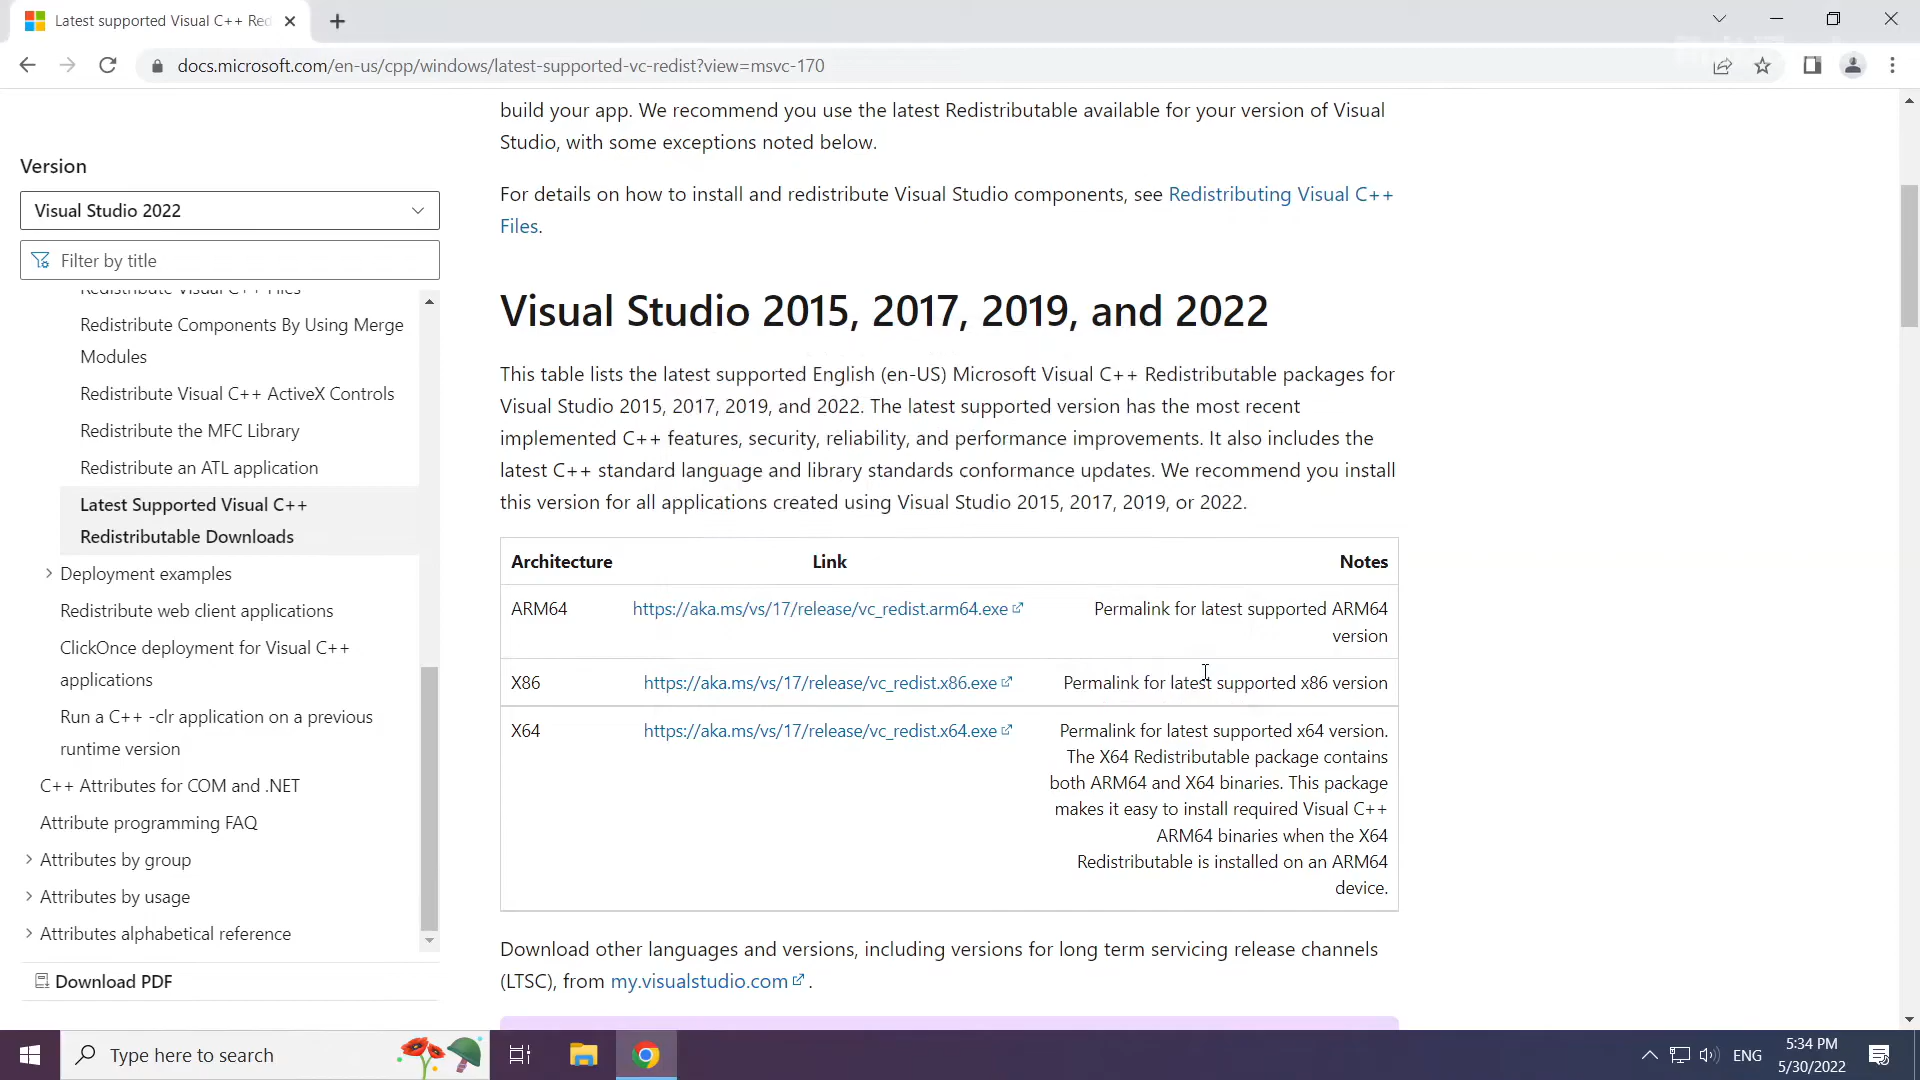 Latest supported Visual C++ Red
docs.microsoft.com/en-us/cpp/windows/latest-supported-vc-redist?view=msvc-170
Version
Visual Studio 2022
Filter by title
Redistribute Visual C++ Files
Redistribute Components By Using Merge
Modules
Redistribute Visual C++ ActiveX Controls
Redistribute the MFC Library
Redistribute an ATL application
Latest Supported Visual C++
Redistributable Downloads
Deployment examples
Redistribute web client applications
ClickOnce deployment for Visual C++
applications
Run a C++ -clr application on a previous
runtime version
C++ Attributes for COM and .NET
Attribute programming FAQ
Attributes by group
Attributes by usage
Attributes alphabetical reference
Download PDF
build your app. We recommend you use the latest Redistributable available for your version of Visual
Studio, with some exceptions noted below.
For details on how to install and redistribute Visual Studio components, see Redistributing Visual C++
Files.
Visual Studio 2015, 2017, 2019, and 2022
This table lists the latest supported English (en-US) Microsoft Visual C++ Redistributable packages for
Visual Studio 2015, 2017, 2019, and 2022. The latest supported version has the most recent
implemented C++ features, security, reliability, and performance improvements. It also includes the
latest C++ standard language and library standards conformance updates. We recommend you install
this version for all applications created using Visual Studio 2015, 2017, 2019, or 2022.
Architecture Link Notes
ARM64 https://aka.ms/vs/17/release/vc_redist.arm64.exe Permalink for latest supported ARM64
version
X86 https://aka.ms/vs/17/release/vc_redist.x86.exe Permalink for latest supported x86 version
X64 https://aka.ms/vs/17/release/vc_redist.x64.exe Permalink for latest supported x64 version.
The X64 Redistributable package contains
both ARM64 and X64 binaries. This package
makes it easy to install required Visual C++
ARM64 binaries when the X64
Redistributable is installed on an ARM64
device.
Download other languages and versions, including versions for long term servicing release channels
(LTSC), from my.visualstudio.com .
Type here to search
ENG
5:34 PM
5/30/2022